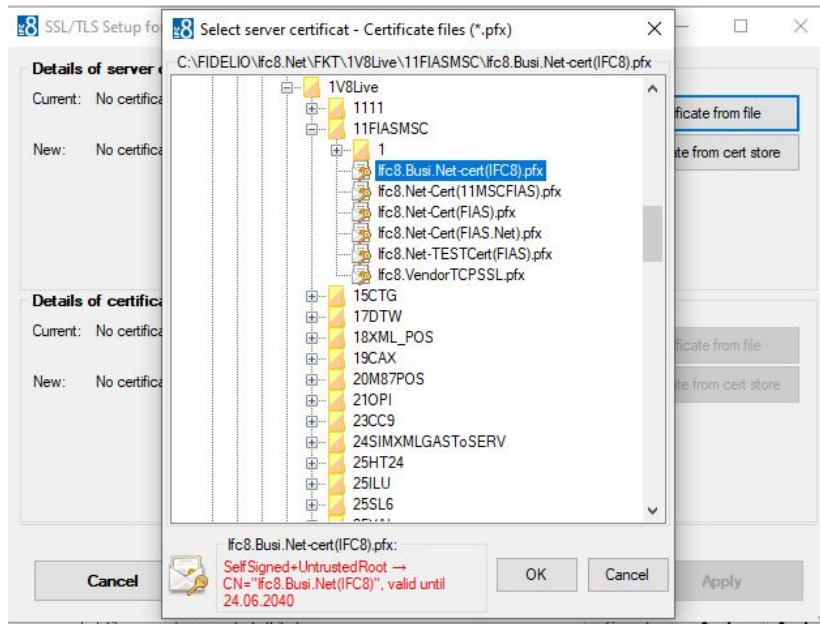 SSL/TLS Setup fo
Select server certificat - Certificate files (*.pfx)
C:\FIDELIO\Ifc8.Net\FKT\1V8Live\11FIASMSC\Ifc8.Busi.Net-cert(IFC8).pfx
Details of server c
Current: No certifica
New: No certifica
ificate from file
ate from cert store
1V8Live
1111
11FIASMSC
1
Ifc8.Busi.Net-cert(IFC8).pfx
Ifc8.Net-Cert(11MSCFIAS).pfx
Ifc8.Net-Cert(FIAS).pfx
Ifc8.Net-Cert(FIAS.Net).pfx
Ifc8.Net-TESTCert(FIAS).pfx
Ifc8.VendorTCPSSL.pfx
15CTG
17DTW
18XML_POS
19CAX
20M87POS
21OPI
23CC9
24SIMXMLGASToSERV
25HT24
25ILU
25SL6
Details of certifica
Current: No certifica
New: No certifica
ificate from file
ate from cert store
Ifc8.Busi.Net-cert(IFC8).pfx:
SelfSigned+UntrustedRoot →
CN="Ifc8.Busi.Net(IFC8)", valid until
24.06.2040
OK
Cancel
Cancel
Apply